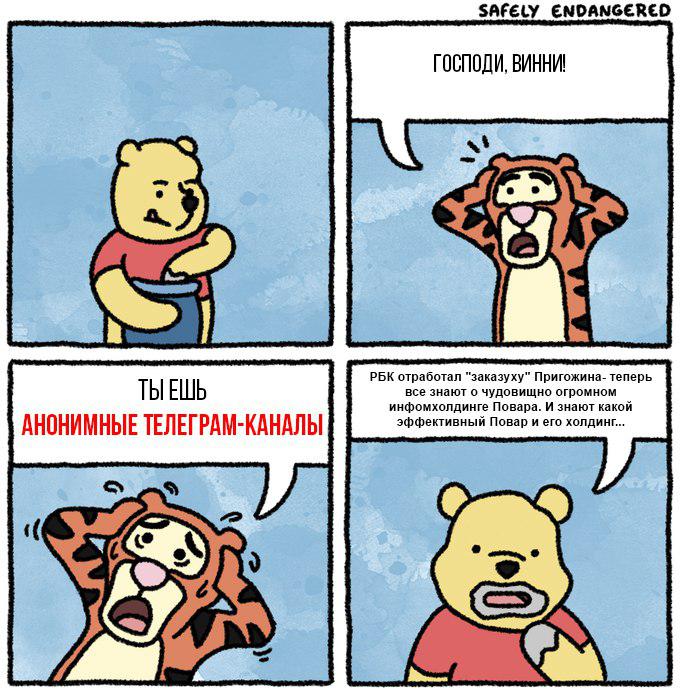 SAFELY ENDANGERED
ГОСПОДИ, ВИННИ!
ТЫ ЕШЬ
АНОНИМНЫЕ ТЕЛЕГРАМ-КАНАЛЫ
РБК отработал "заказуху" Пригожина- теперь
все знают о чудовищно огромном
инфомхолдинге Повара. И знают какой
эффективный Повар и его холдинг...